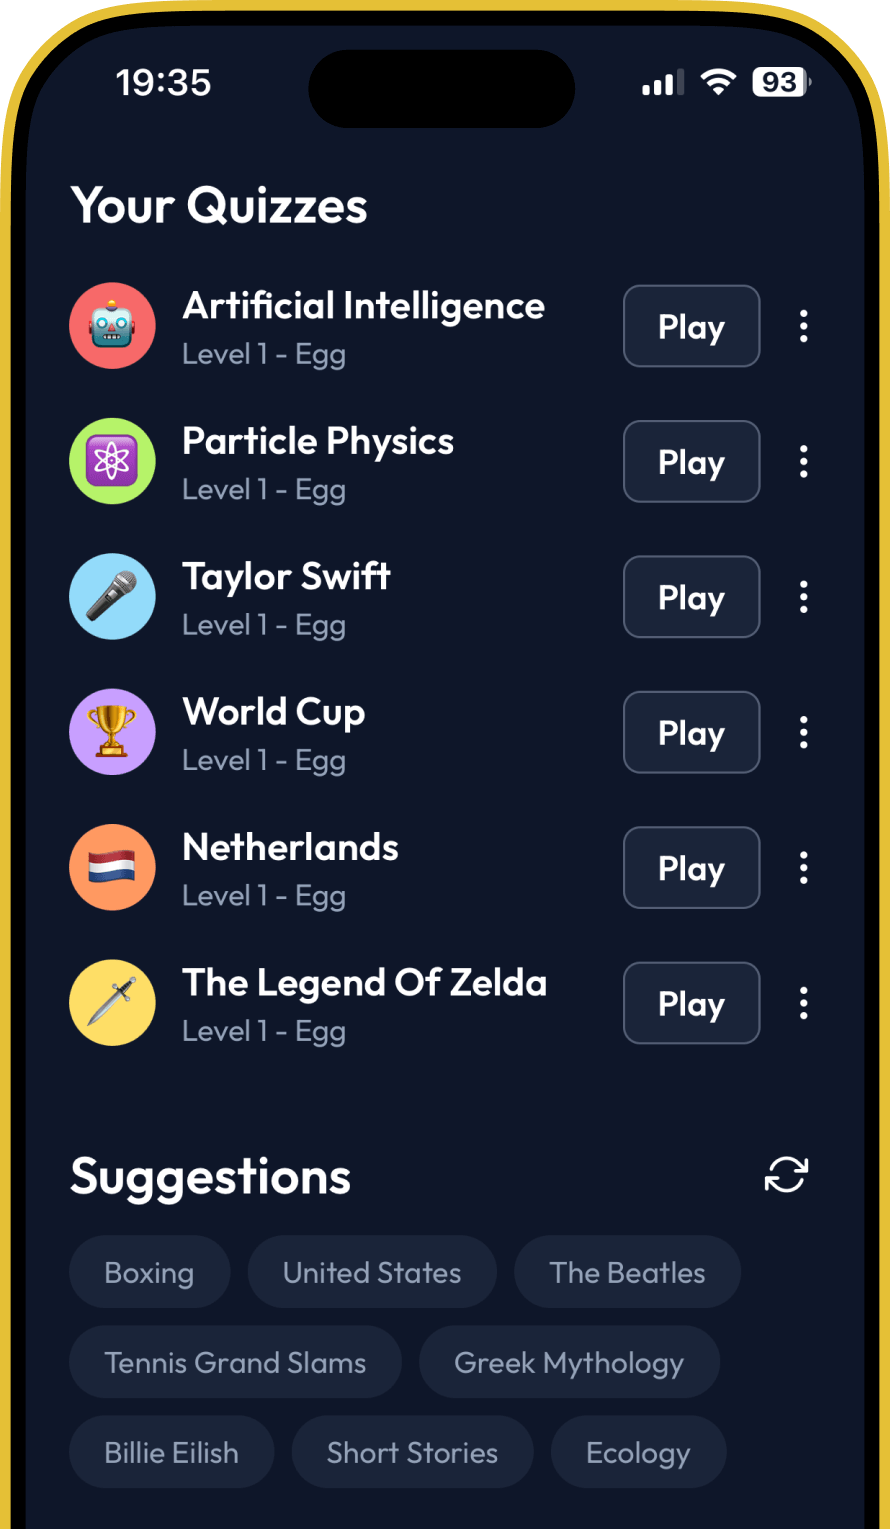 19:35
93
Your Quizzes
Artificial Intelligence
Level 1 - Egg
Play
Particle Physics
Level 1 - Egg
Play
Taylor Swift
Level 1 - Egg
Play
World Cup
Level 1 - Egg
Play
Netherlands
Level 1 - Egg
Play
The Legend Of Zelda
Level 1 - Egg
Play
Suggestions
Boxing
United States
The Beatles
Tennis Grand Slams
Greek Mythology
Billie Eilish
Short Stories
Ecology